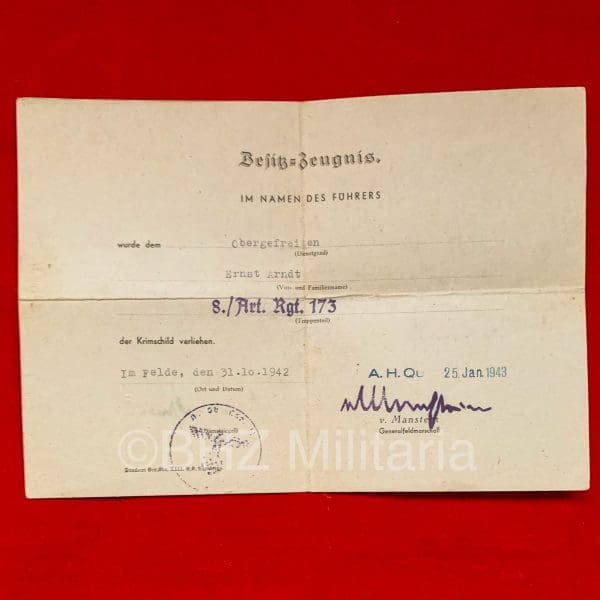 Besitz=Zeugnis.
IM NAMEN DES FÜHRERS
wurde dem Obergefreiten
(Dienstgrad)
Ernst Arndt
(Vor- und Familienname)
8./Art. Rgt. 173
(Truppenteil)
der Krimschild verliehen.
Im Felde, den 31.10.1942
(Ort und Datum)
A.H.Qu 25. Jan. 1943
v. Manstein
Generalfeldmarschall
(Dienststempel)
©BHZ Militaria